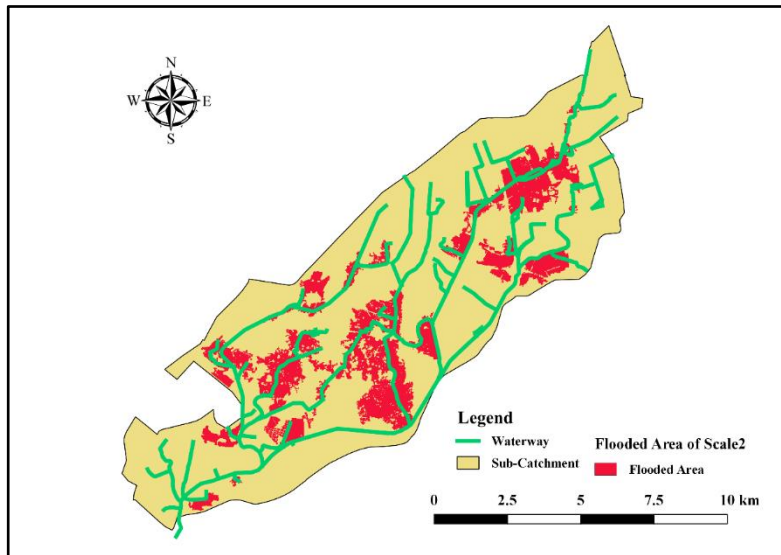 N
W E
S
Legend
Waterway
Sub-Catchment
Flooded Area of Scale2
Flooded Area
0 2.5 5 7.5 10 km